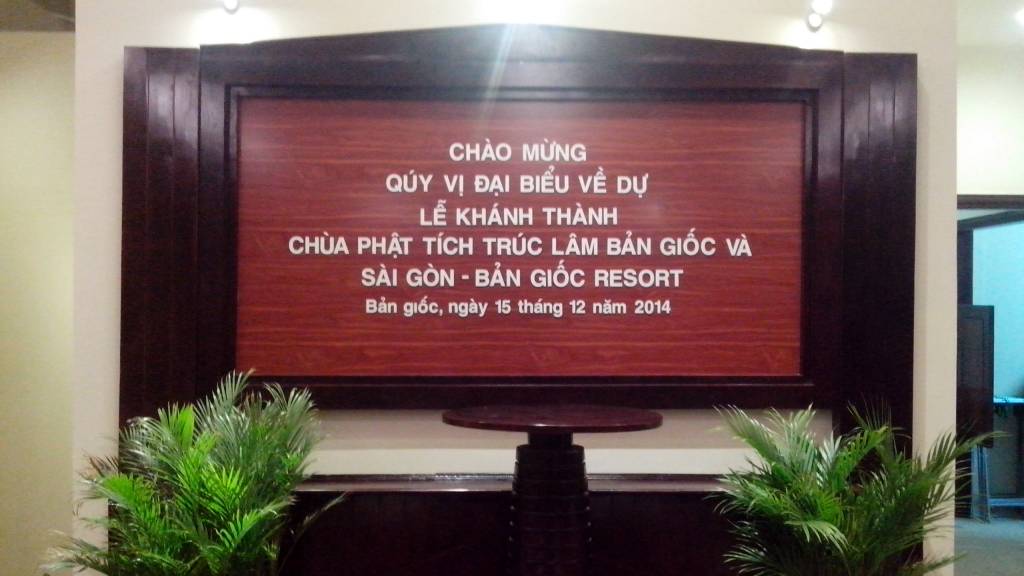 CHÀO MỪNG
QÚY VỊ ĐẠI BIỂU VỀ DỰ
LỄ KHÁNH THÀNH
CHÙA PHẬT TÍCH TRÚC LÂM BẢN GIỐC VÀ
SÀI GÒN - BẢN GIỐC RESORT
Bản giốc, ngày 15 tháng 12 năm 2014